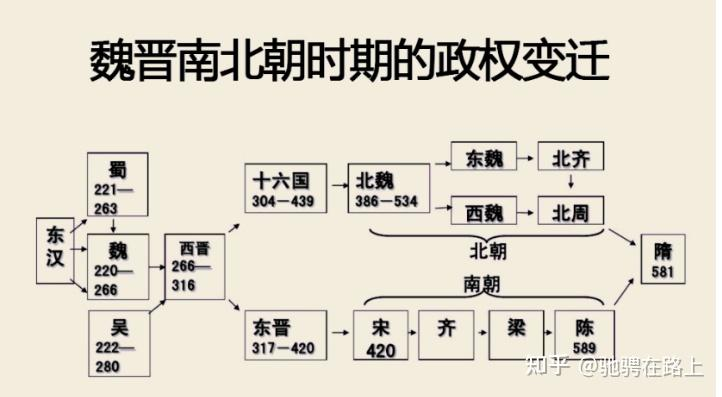 魏晋南北朝时期的政权变迁
东
汉
蜀
221—
263
魏
220—
266
吴
222—
280
西晋
266—
316
十六国
304－439
北魏
386－534
东魏
北齐
西魏
北周
北朝
隋
581
南朝
东晋
317－420
宋
420
齐
梁
陈
589
知乎 @驰骋在路上